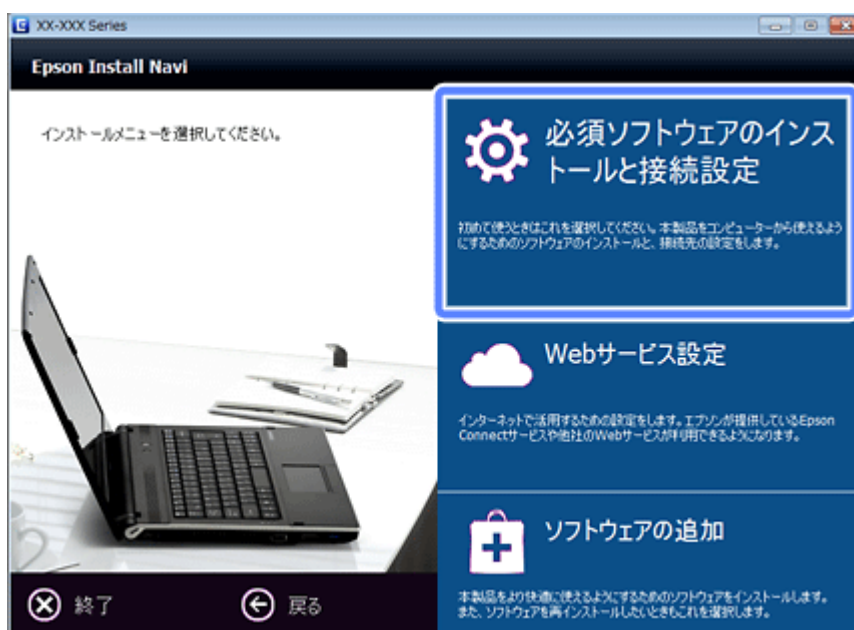 XX-XXX Series
Epson Install Navi
インストールメニューを選択してください。
必須ソフトウェアのインス
トールと接続設定
初めて使うときはこれを選択してください。本製品をコンピューターから使えるよう
にするためのソフトウェアのインストールと、接続先の設定をします。
Webサービス設定
インターネットで活用するための設定をします。エプソンが提供しているEpson
Connectサービスや他社のWebサービスが利用できるようになります。
ソフトウェアの追加
本製品をより快適に使えるようにするためのソフトウェアをインストールします。
また、ソフトウェアを再インストールしたいときもこれを選択します。
終了
戻る